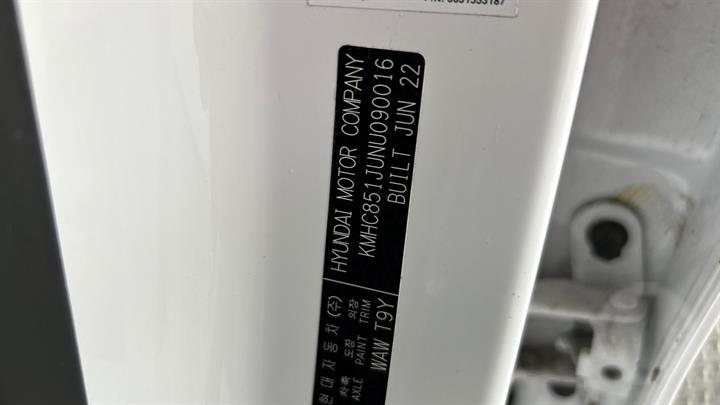 HYUNDAI MOTOR COMPANY
KMHC851JUNU090016
BUILT JUN 22
현대자동차(주)
차축 도장 외장
AXLE PAINT TRIM
WAW T9Y